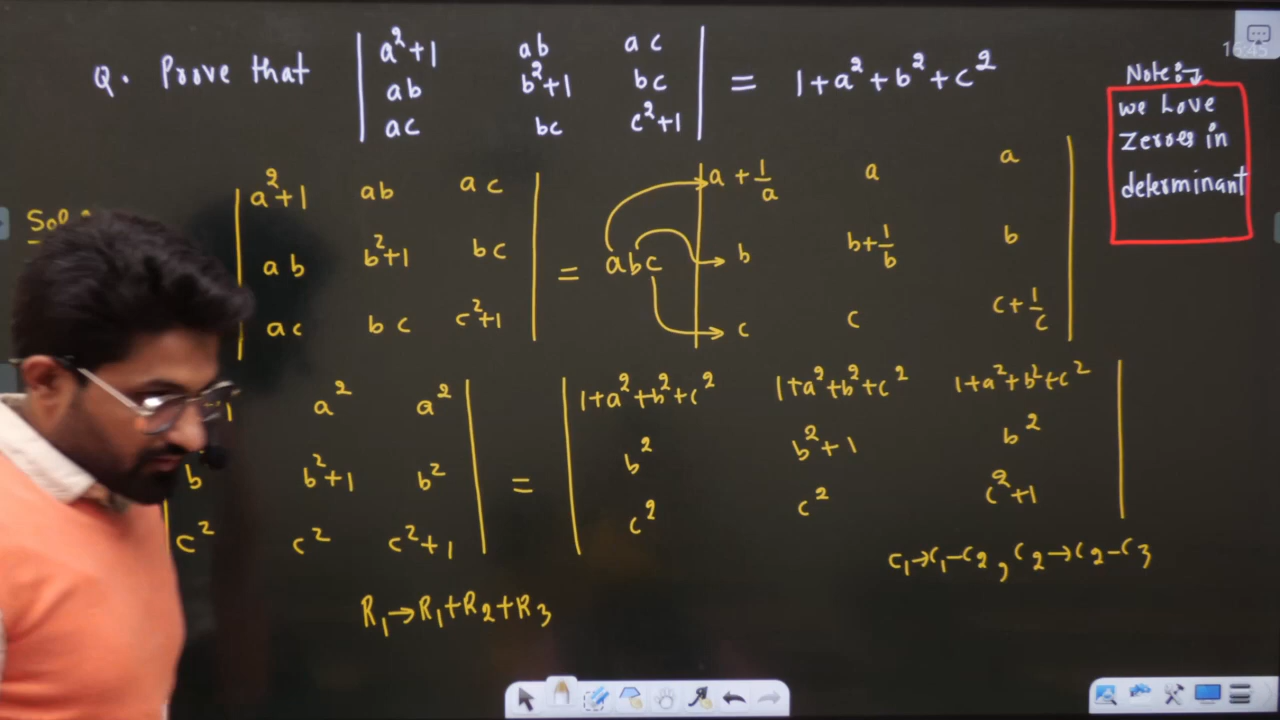 Q. Prove that | a²+1 ab ac | = 1+a²+b²+c²
| ab b²+1 bc |
| ac bc c²+1 |
16:45
Note:→
we Love
Zeroes in
determinant
Sol
| a²+1 ab ac | = abc | a+1/a a a |
| ab b²+1 bc | | b b+1/b b |
| ac bc c²+1 | | c c c+1/c |
1 a² a² | = | 1+a²+b²+c² 1+a²+b²+c² 1+a²+b²+c² |
b b²+1 b² | | b² b²+1 b² |
c² c² c²+1 | | c² c² c²+1 |
C₁→C₁-C₂, C₂→C₂-C₃
R₁→R₁+R₂+R₃